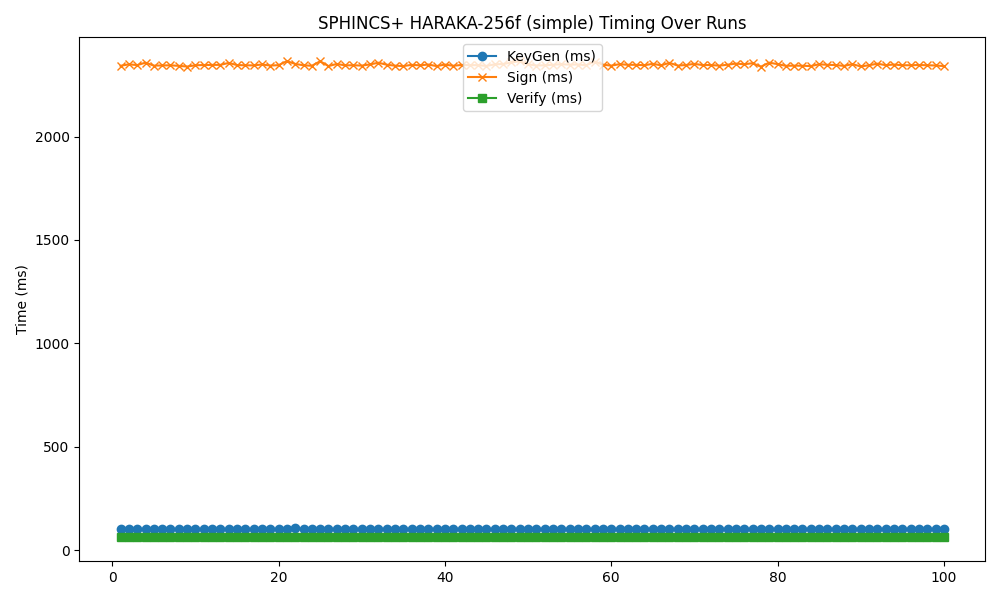 SPHINCS+ HARAKA-256f (simple) Timing Over Runs
KeyGen (ms)
Sign (ms)
Verify (ms)
Time (ms)
2000
1500
1000
500
0
0 20 40 60 80 100